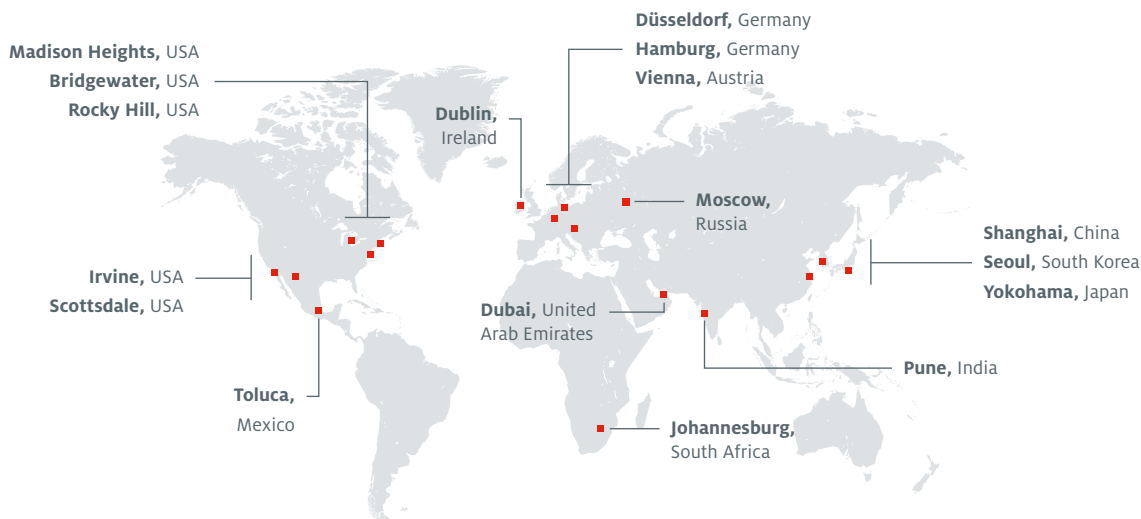 Madison Heights, USA
Bridgewater, USA
Rocky Hill, USA
Düsseldorf, Germany
Hamburg, Germany
Vienna, Austria
Dublin,
Ireland
Moscow,
Russia
Shanghai, China
Seoul, South Korea
Yokohama, Japan
Irvine, USA
Scottsdale, USA
Dubai, United
Arab Emirates
Pune, India
Toluca,
Mexico
Johannesburg,
South Africa